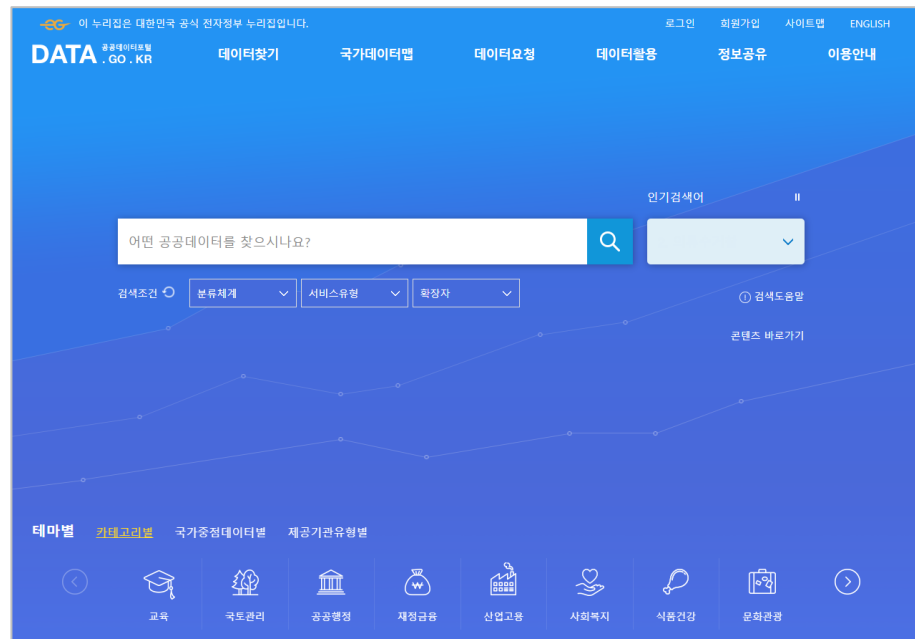 이 누리집은 대한민국 공식 전자정부 누리집입니다.
로그인 회원가입 사이트맵 ENGLISH
DATA 공공데이터포털 . GO . KR
데이터찾기 국가데이터맵 데이터요청 데이터활용 정보공유 이용안내
인기검색어
어떤 공공데이터를 찾으시나요?
검색조건 분류체계 서비스유형 확장자
검색도움말
콘텐츠 바로가기
테마별 카테고리별 국가중점데이터별 제공기관유형별
교육 국토관리 공공행정 재정금융 산업고용 사회복지 식품건강 문화관광